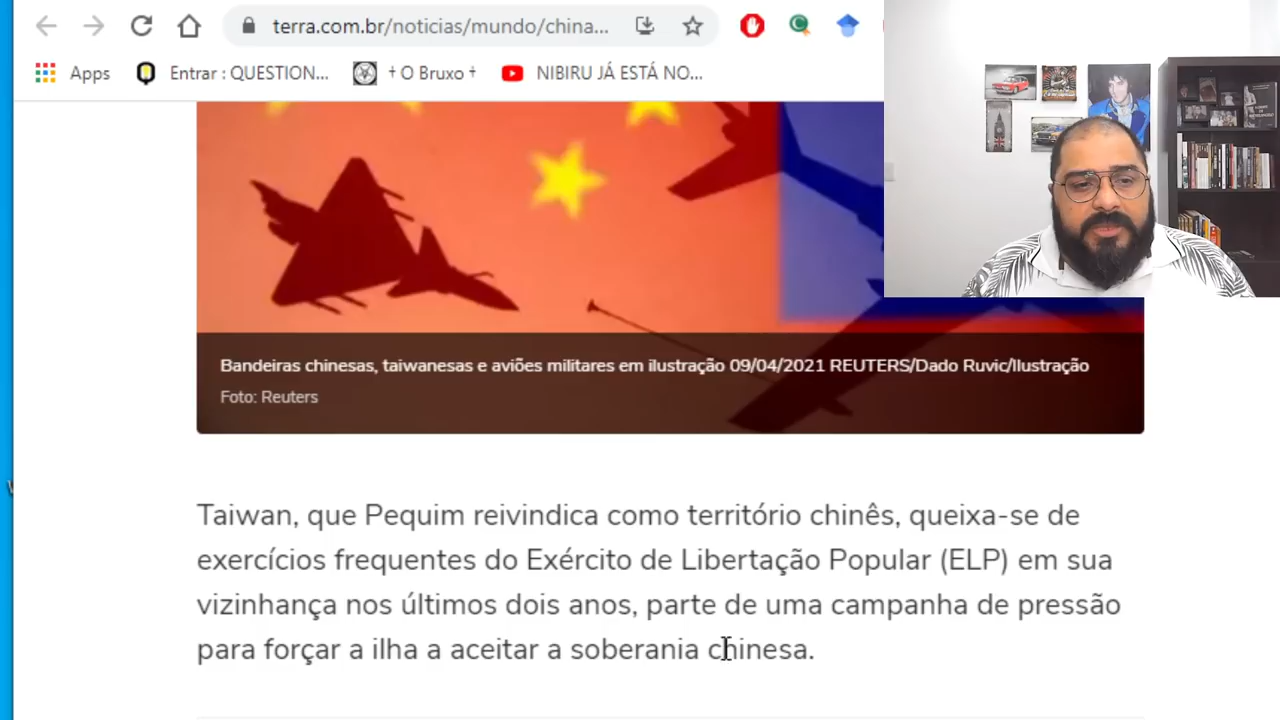 terra.com.br/noticias/mundo/china...
Apps Entrar : QUESTION... † O Bruxo † NIBIRU JÁ ESTÁ NO...
Bandeiras chinesas, taiwanesas e aviões militares em ilustração 09/04/2021 REUTERS/Dado Ruvic/Ilustração
Foto: Reuters
Taiwan, que Pequim reivindica como território chinês, queixa-se de
exercícios frequentes do Exército de Libertação Popular (ELP) em sua
vizinhança nos últimos dois anos, parte de uma campanha de pressão
para forçar a ilha a aceitar a soberania chinesa.